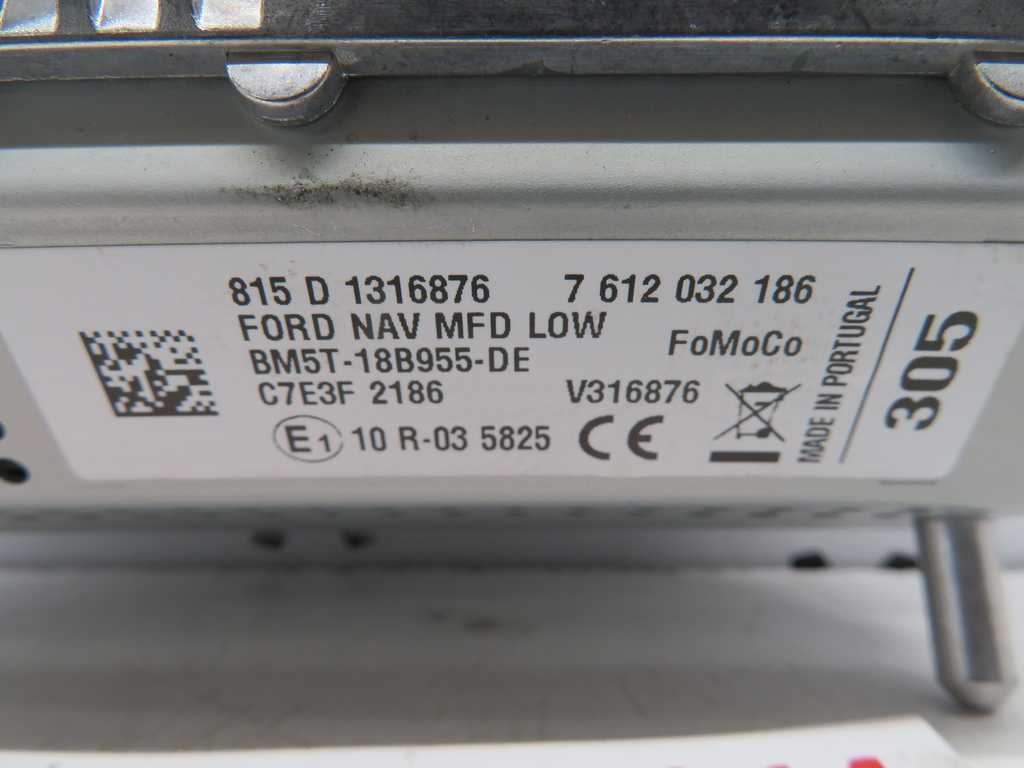 815 D 1316876 7 612 032 186
FORD NAV MFD LOW
FoMoCo
BM5T-18B955-DE
C7E3F 2186 V316876
E1 10 R-03 5825 CE
MADE IN PORTUGAL
305